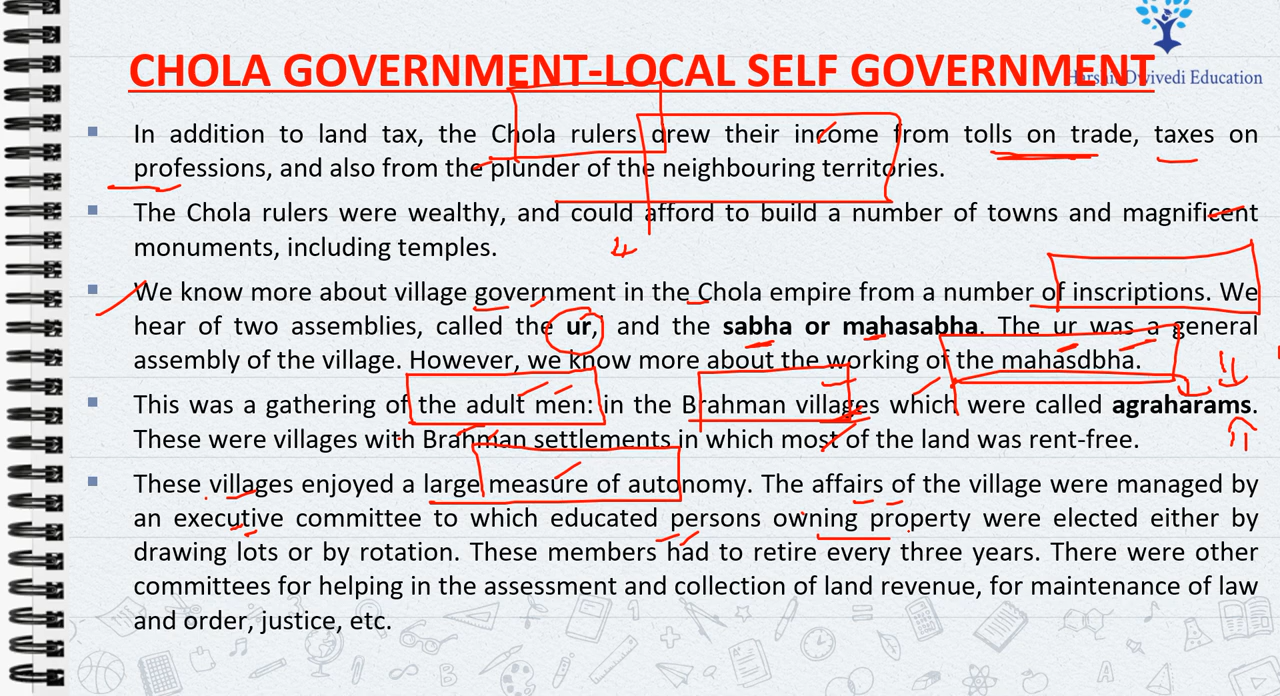 CHOLA GOVERNMENT-LOCAL SELF GOVERNMENT
Dwivedi Education
In addition to land tax, the Chola rulers drew their income from tolls on trade, taxes on
professions, and also from the plunder of the neighbouring territories.
The Chola rulers were wealthy, and could afford to build a number of towns and magnificent
monuments, including temples.
We know more about village government in the Chola empire from a number of inscriptions. We
hear of two assemblies, called the ur, and the sabha or mahasabha. The ur was a general
assembly of the village. However, we know more about the working of the mahasdbha.
This was a gathering of the adult men: in the Brahman villages which were called agraharams.
These were villages with Brahman settlements in which most of the land was rent-free.
These villages enjoyed a large measure of autonomy. The affairs of the village were managed by
an executive committee to which educated persons owning property were elected either by
drawing lots or by rotation. These members had to retire every three years. There were other
committees for helping in the assessment and collection of land revenue, for maintenance of law
and order, justice, etc.